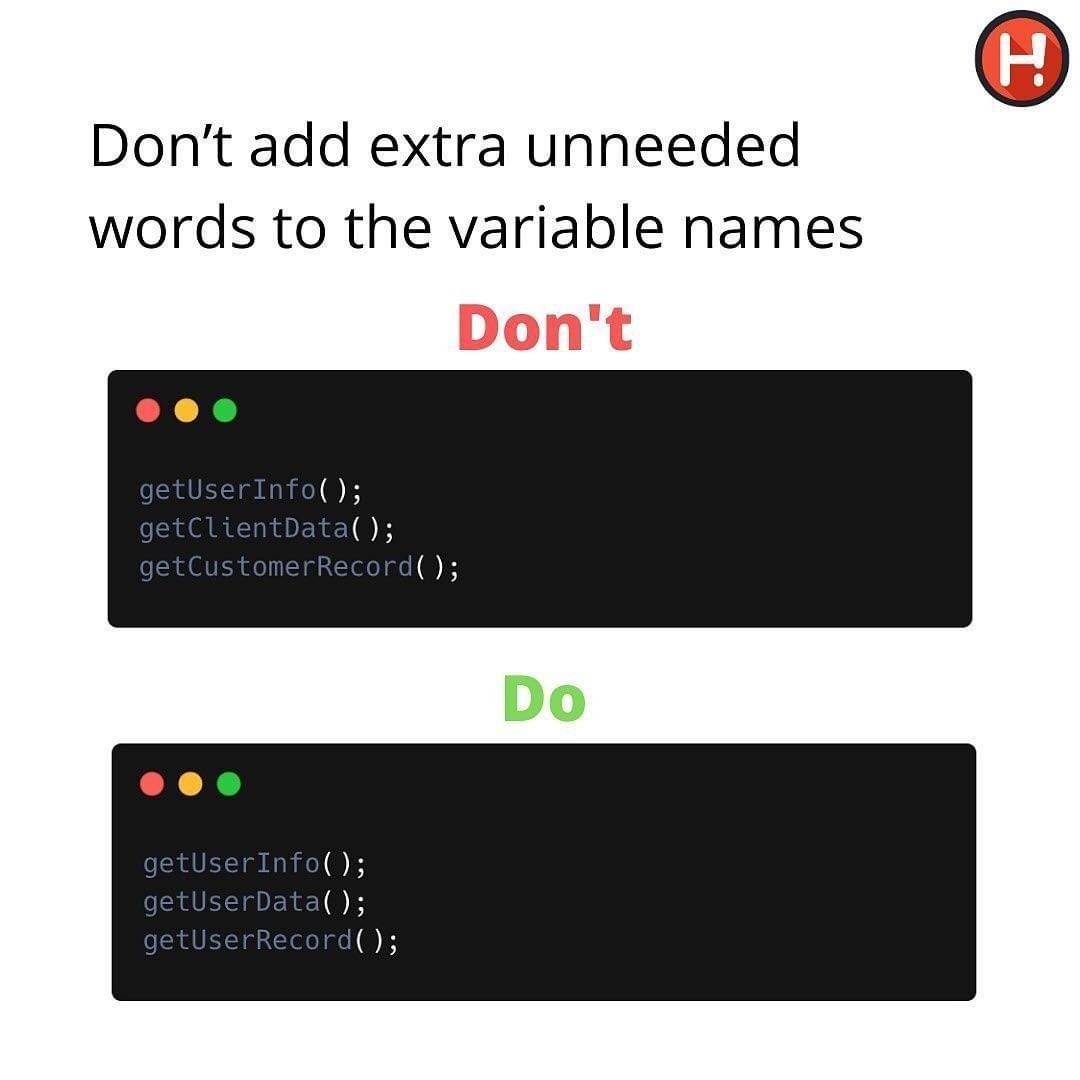 H!
Don’t add extra unneeded
words to the variable names
Don't
getUserInfo();
getClientData();
getCustomerRecord();
Do
getUserInfo();
getUserData();
getUserRecord();